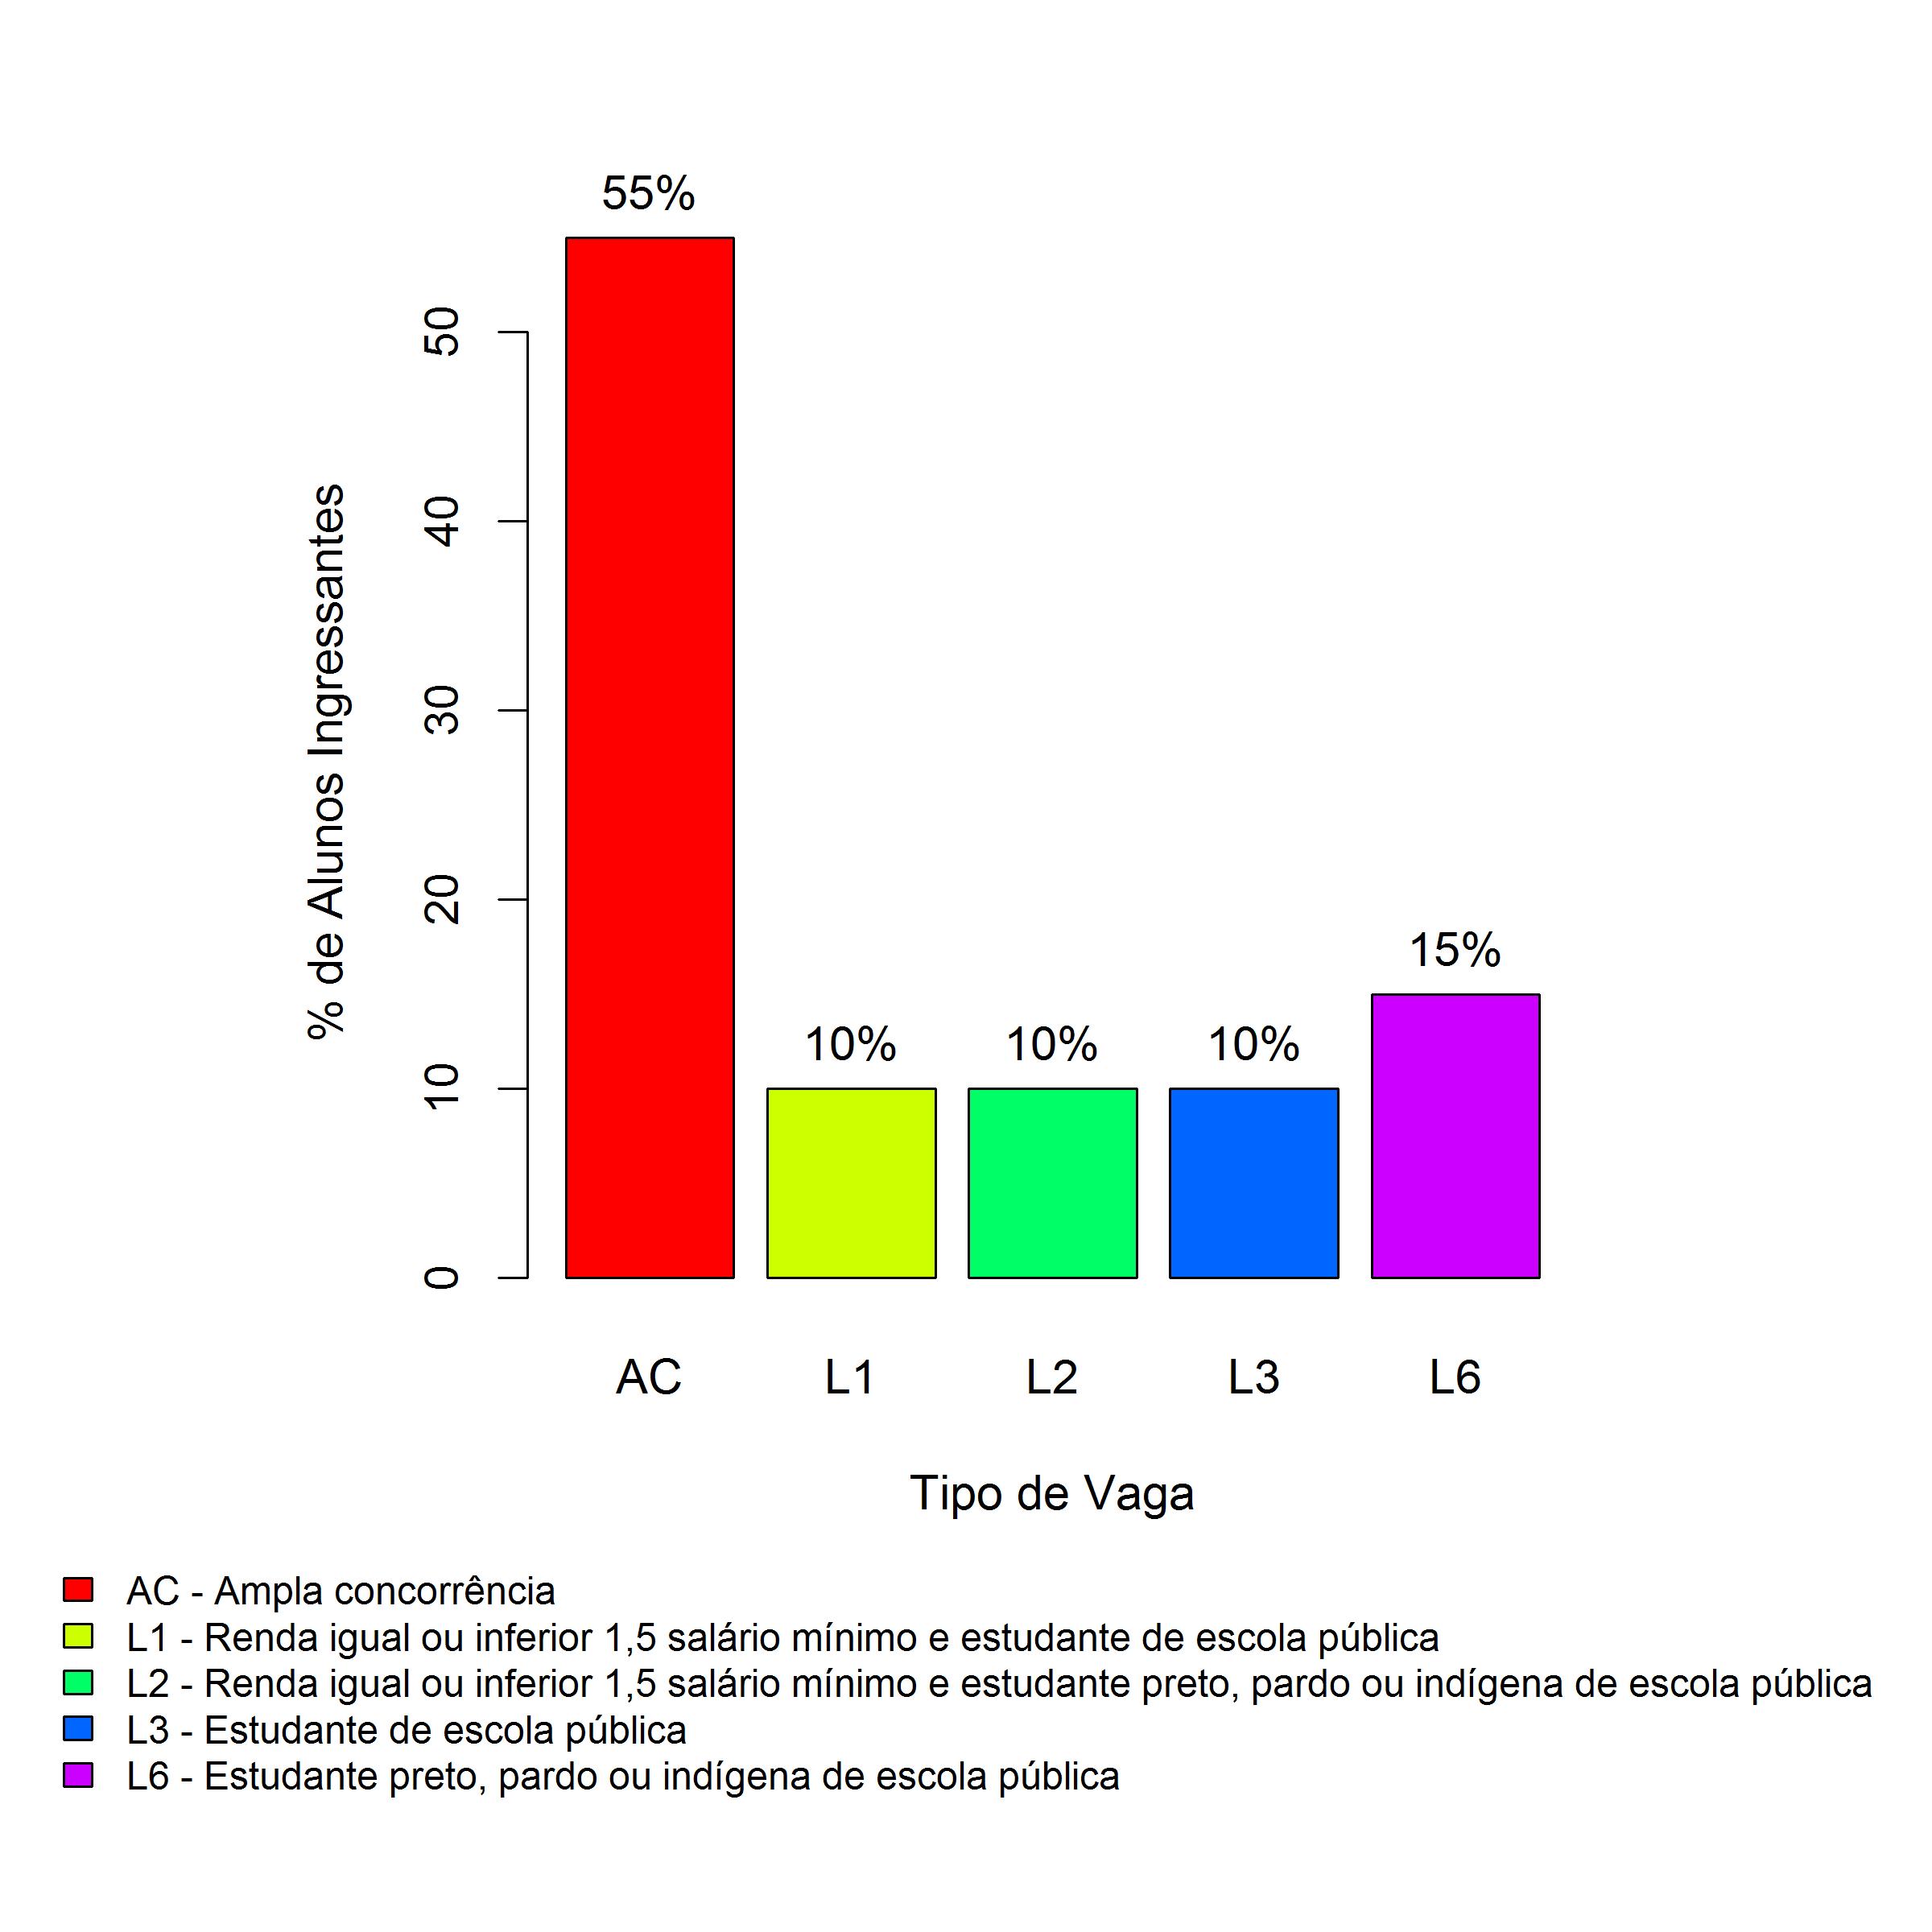 55%
50
40
30
20
10
0
% de Alunos Ingressantes
10%
10%
10%
15%
AC
L1
L2
L3
L6
Tipo de Vaga
AC - Ampla concorrência
L1 - Renda igual ou inferior 1,5 salário mínimo e estudante de escola pública
L2 - Renda igual ou inferior 1,5 salário mínimo e estudante preto, pardo ou indígena de escola pública
L3 - Estudante de escola pública
L6 - Estudante preto, pardo ou indígena de escola pública